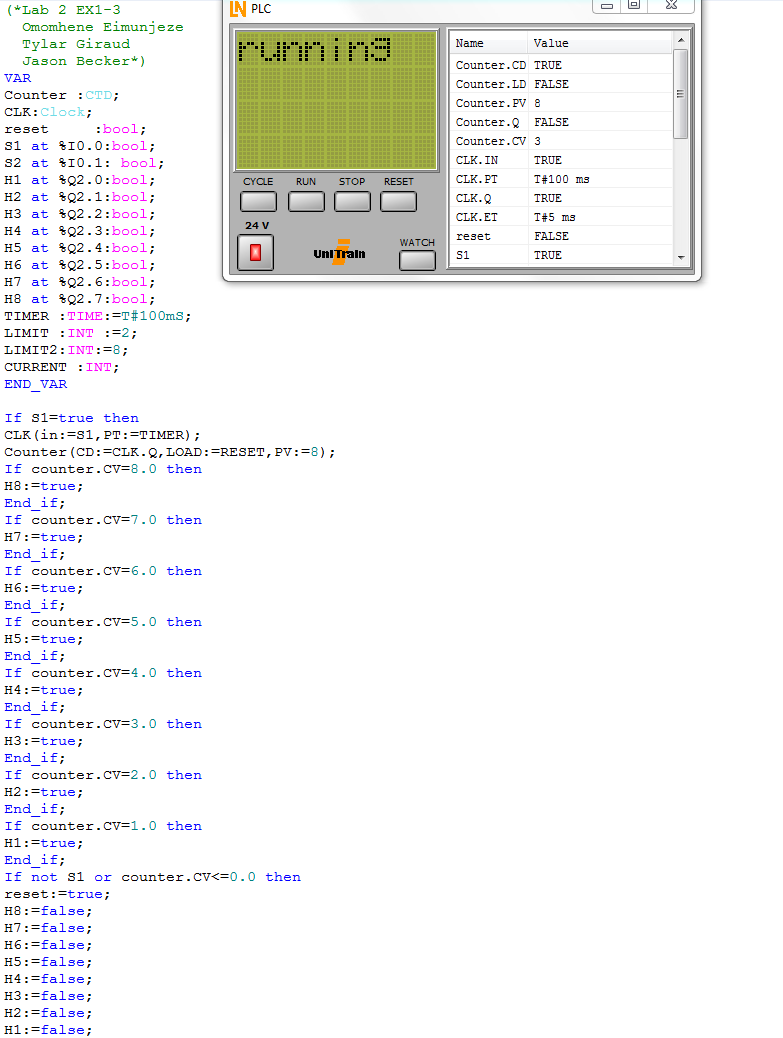 (*Lab 2 EX1-3
Omomhene Eimunjeze
Tylar Giraud
Jason Becker*)
VAR
Counter :CTD;
CLK:Clock;
reset :bool;
S1 at %I0.0:bool;
S2 at %I0.1: bool;
H1 at %Q2.0:bool;
H2 at %Q2.1:bool;
H3 at %Q2.2:bool;
H4 at %Q2.3:bool;
H5 at %Q2.4:bool;
H6 at %Q2.5:bool;
H7 at %Q2.6:bool;
H8 at %Q2.7:bool;
TIMER :TIME:=T#100mS;
LIMIT :INT :=2;
LIMIT2:INT:=8;
CURRENT :INT;
END_VAR
If S1=true then
CLK(in:=S1,PT:=TIMER);
Counter(CD:=CLK.Q,LOAD:=RESET,PV:=8);
If counter.CV=8.0 then
H8:=true;
End_if;
If counter.CV=7.0 then
H7:=true;
End_if;
If counter.CV=6.0 then
H6:=true;
End_if;
If counter.CV=5.0 then
H5:=true;
End_if;
If counter.CV=4.0 then
H4:=true;
End_if;
If counter.CV=3.0 then
H3:=true;
End_if;
If counter.CV=2.0 then
H2:=true;
End_if;
If counter.CV=1.0 then
H1:=true;
End_if;
If not S1 or counter.CV<=0.0 then
reset:=true;
H8:=false;
H7:=false;
H6:=false;
H5:=false;
H4:=false;
H3:=false;
H2:=false;
H1:=false;
LN PLC
running
CYCLE RUN STOP RESET
24 V
UniTrain
WATCH
Name Value
Counter.CD TRUE
Counter.LD FALSE
Counter.PV 8
Counter.Q FALSE
Counter.CV 3
CLK.IN TRUE
CLK.PT T#100 ms
CLK.Q TRUE
CLK.ET T#5 ms
reset FALSE
S1 TRUE